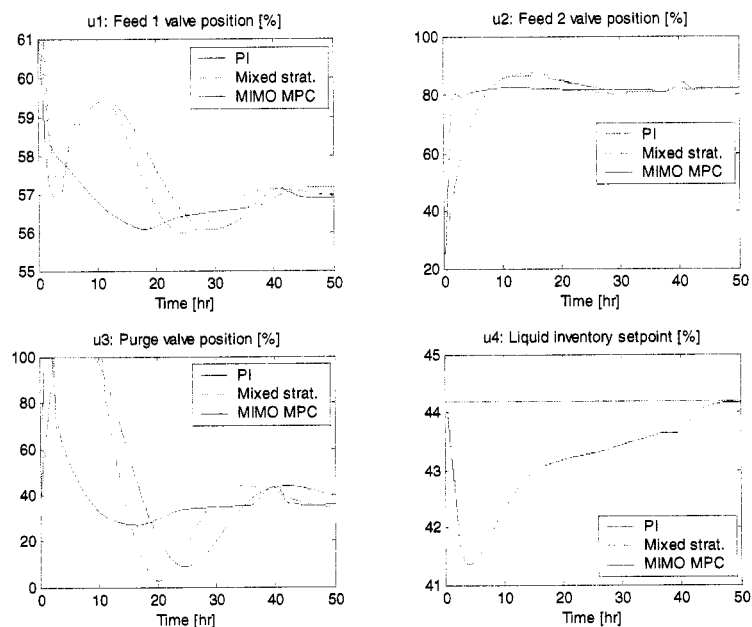 u1: Feed 1 valve position [%]
61
60
59
58
57
56
55
0
10
20
30
40
50
Time [hr]
PI
Mixed strat.
MIMO MPC
u2: Feed 2 valve position [%]
100
80
60
40
20
0
10
20
30
40
50
Time [hr]
PI
Mixed strat.
MIMO MPC
u3: Purge valve position [%]
100
80
60
40
20
0
0
10
20
30
40
50
Time [hr]
PI
Mixed strat.
MIMO MPC
u4: Liquid inventory setpoint [%]
45
44
43
42
41
0
10
20
30
40
50
Time [hr]
PI
Mixed strat.
MIMO MPC